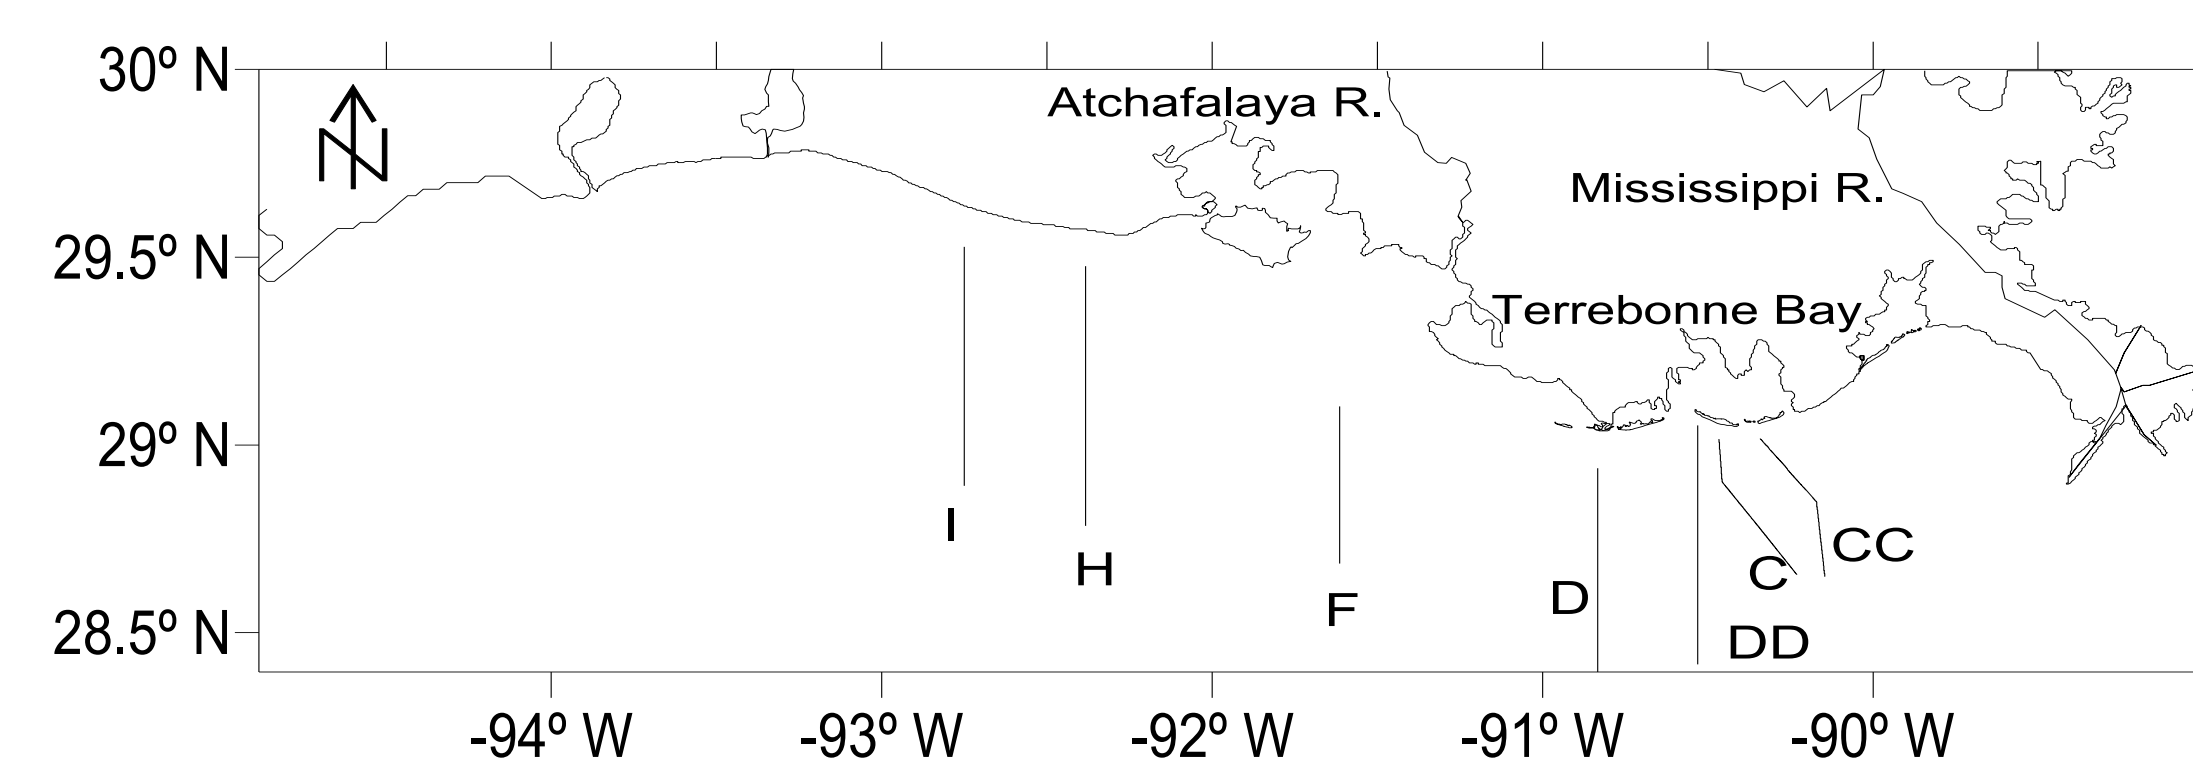 30º N
Atchafalaya R.
N
Mississippi R.
29.5º N
Terrebonne Bay
29º N
I
H
CC
C
F
D
28.5º N
DD
-94º W
-93º W
-92º W
-91º W
-90º W